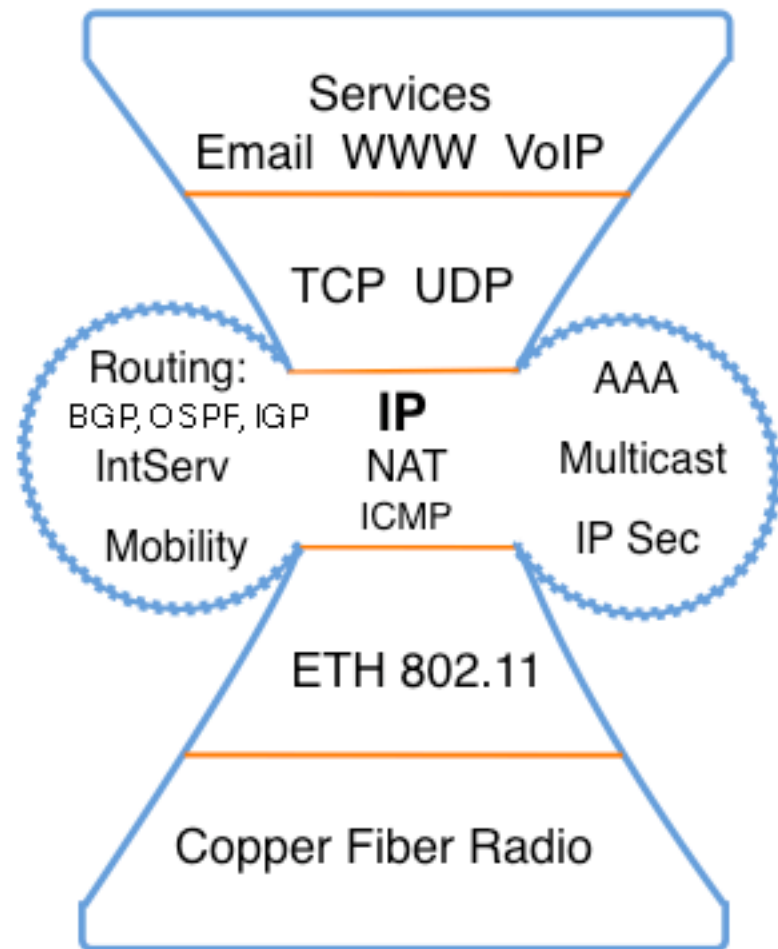 Services
Email WWW VoIP
TCP UDP
Routing:
BGP, OSPF, IGP
IntServ
Mobility
IP
NAT
ICMP
AAA
Multicast
IP Sec
ETH 802.11
Copper Fiber Radio